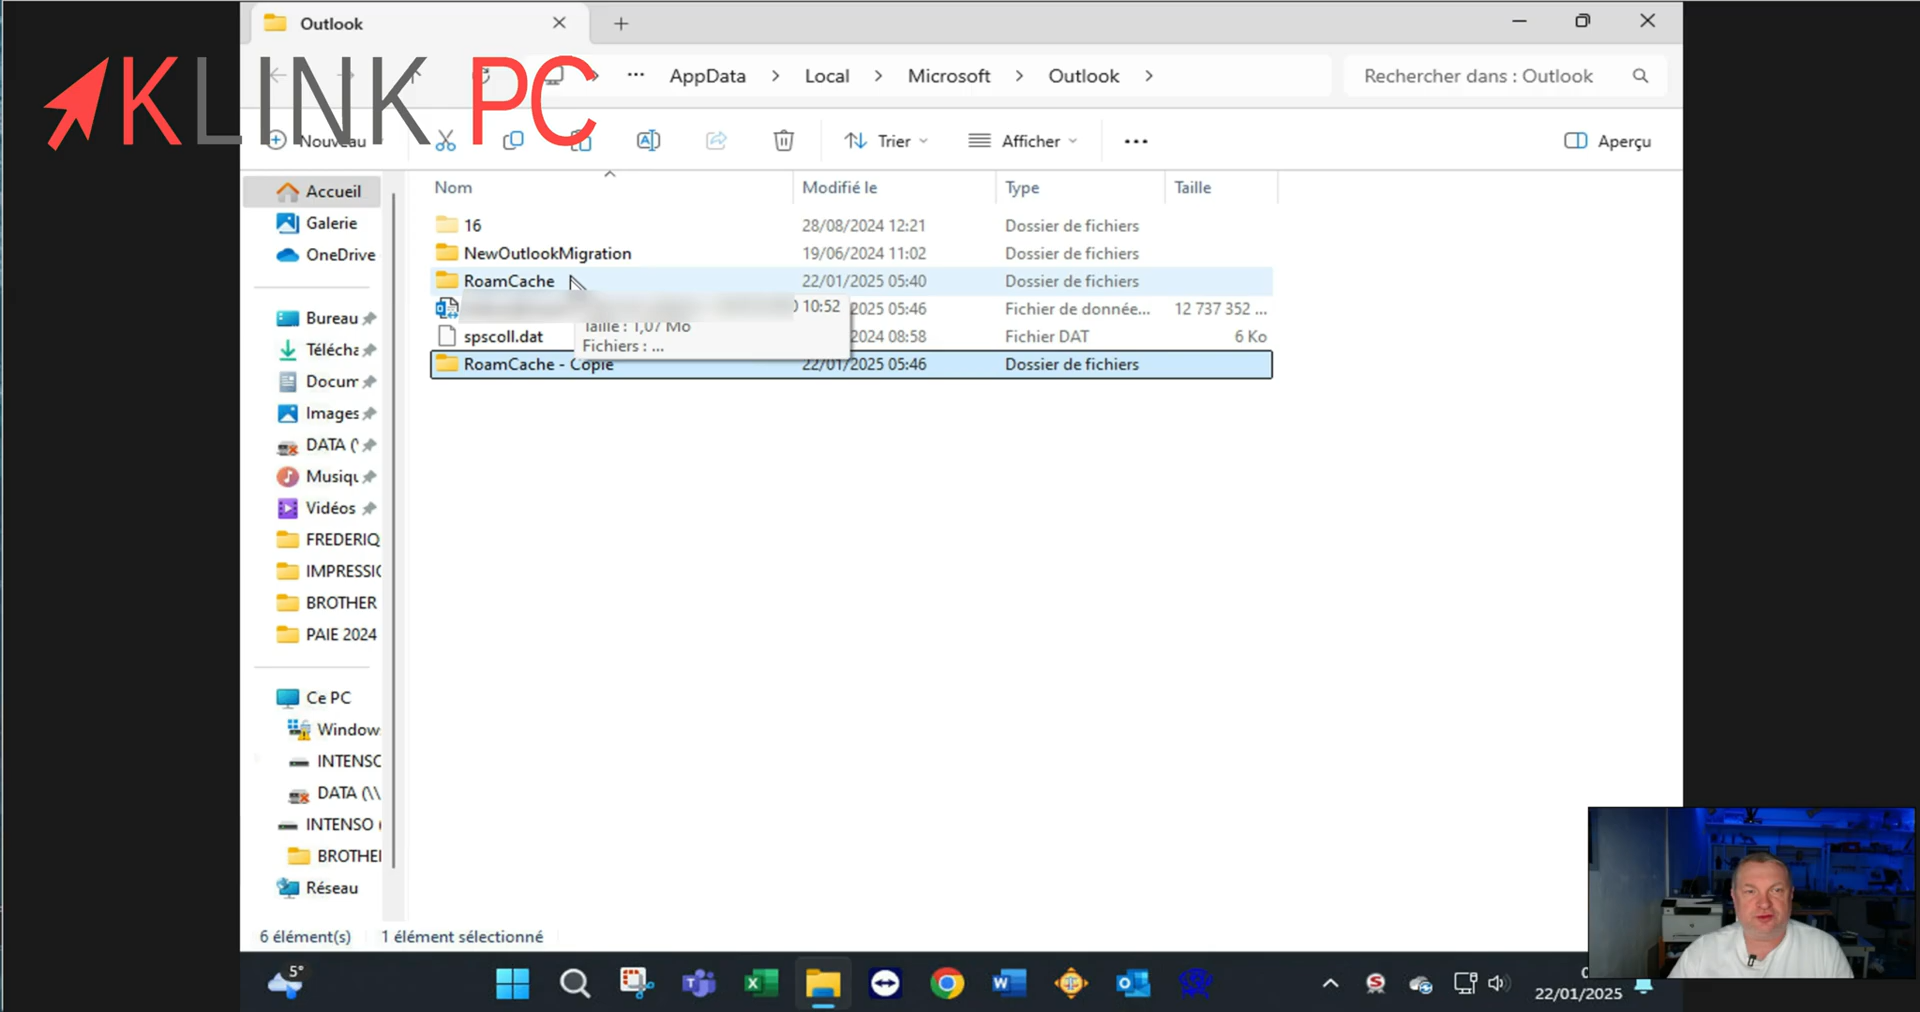 Outlook
KLINK PC
AppData
Local
Microsoft
Outlook
Rechercher dans : Outlook
Nouveau
Trier
Afficher
Aperçu
Nom
Modifié le
Type
Taille
16
28/08/2024 12:21
Dossier de fichiers
NewOutlookMigration
19/06/2024 11:02
Dossier de fichiers
RoamCache
22/01/2025 05:40
Dossier de fichiers
10:52
05:46
Fichier de donnée...
12 737 352 ...
spscoll.dat
2024 08:58
Fichier DAT
6 Ko
Taille : 1,07 Mo
Fichiers : ...
RoamCache - Copie
22/01/2025 05:46
Dossier de fichiers
Accueil
Galerie
OneDrive
Bureau
Télécha
Docum
Images
DATA (
Musiqu
Vidéos
FREDERIQ
IMPRESSIO
BROTHER
PAIE 2024
Ce PC
Window
INTENSO
DATA (\\
INTENSO
BROTHE
Réseau
6 élément(s)
1 élément sélectionné
5°
22/01/2025